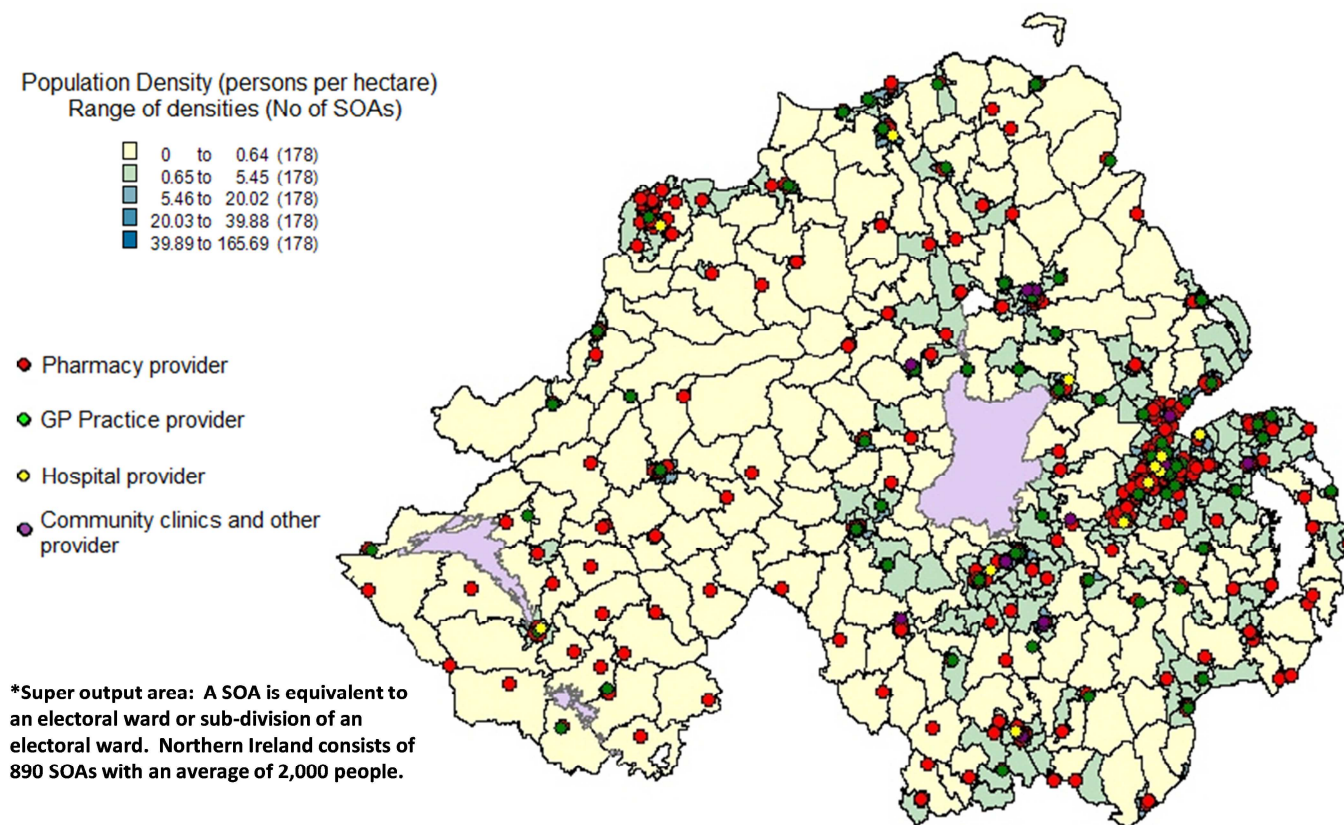 Population Density (persons per hectare)
Range of densities (No of SOAs)
0 to 0.64 (178)
0.65 to 5.45 (178)
5.46 to 20.02 (178)
20.03 to 39.88 (178)
39.89 to 165.69 (178)
Pharmacy provider
GP Practice provider
Hospital provider
Community clinics and other
provider
*Super output area: A SOA is equivalent to
an electoral ward or sub-division of an
electoral ward. Northern Ireland consists of
890 SOAs with an average of 2,000 people.